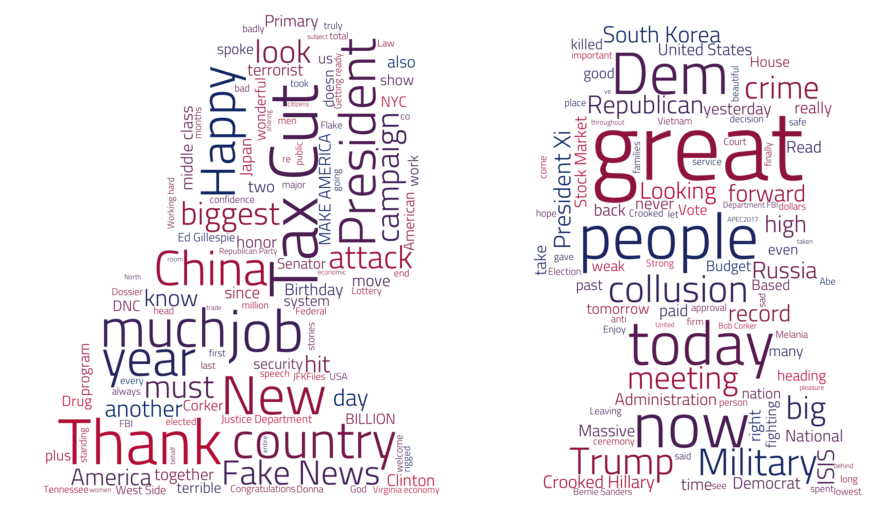 badly
Primary
truly
subject
total
Law
spoke
look
us
also
terrorist
doesn
Getting ready
show
Happy
bad
wonderful
took
citizens
NYC
middle class
months
sharing
men
Tax Cut
Flake
President
co
Japan
re
public
MAKE AMERICA
going
campaign
work
Working hard
confidence
two
major
American
biggest
Ed Gillespie
honor
Republican Party
Senator
attack
room
China
economic
move
end
North
since
Birthday
Lottery
Dossier
know
system
DNC
head
trade
million
Federal
much
job
stories
year
first
last
security
hit
program
every
always
must
speech
JFKFiles
USA
Drug
go
another
Corker
New
day
FBI
elected
Justice Department
BILLION
standing
Thank
behalf
country
entire
plus
welcome
rigged
America
together
Fake News
Clinton
Tennessee
women
West Side
terrible
Congratulations
Donna
God
Virginia
economy
South Korea
killed
United States
important
good
Dem
beautiful
House
ve
crime
place
Republican
yesterday
really
throughout
Vietnam
decision
safe
great
Court
finally
Read
President Xi
Stock Market
come
families
service
Looking
forward
hope
back
never
Department
FBI
dollars
Crooked
let
Vote
APEC2017
high
people
take
gave
Election
weak
Strong
even
taken
Budget
Russia
Abe
past
collusion
sad
Based
tomorrow
paid
approval
record
anti
firm
Enjoy
United
Bob Corker
today
Melania
many
meeting
heading
pleasure
Administration
person
nation
Leaving
now
right
fighting
big
Massive
ceremony
National
Trump
said
Military
ISIS
behind
Crooked Hillary
time
see
Democrat
long
Bernie Sanders
spent
lowest